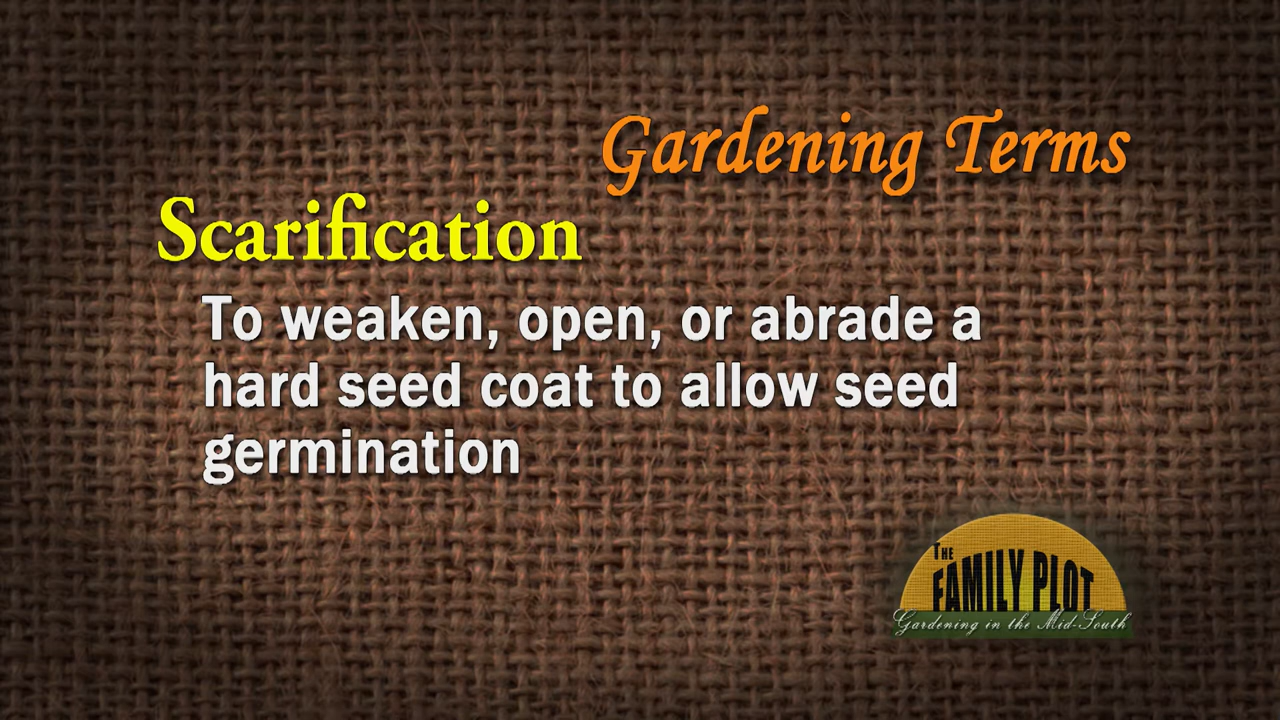 Gardening Terms
Scarification
To weaken, open, or abrade a
hard seed coat to allow seed
germination
THE
FAMILY PLOT
Gardening in the Mid-South